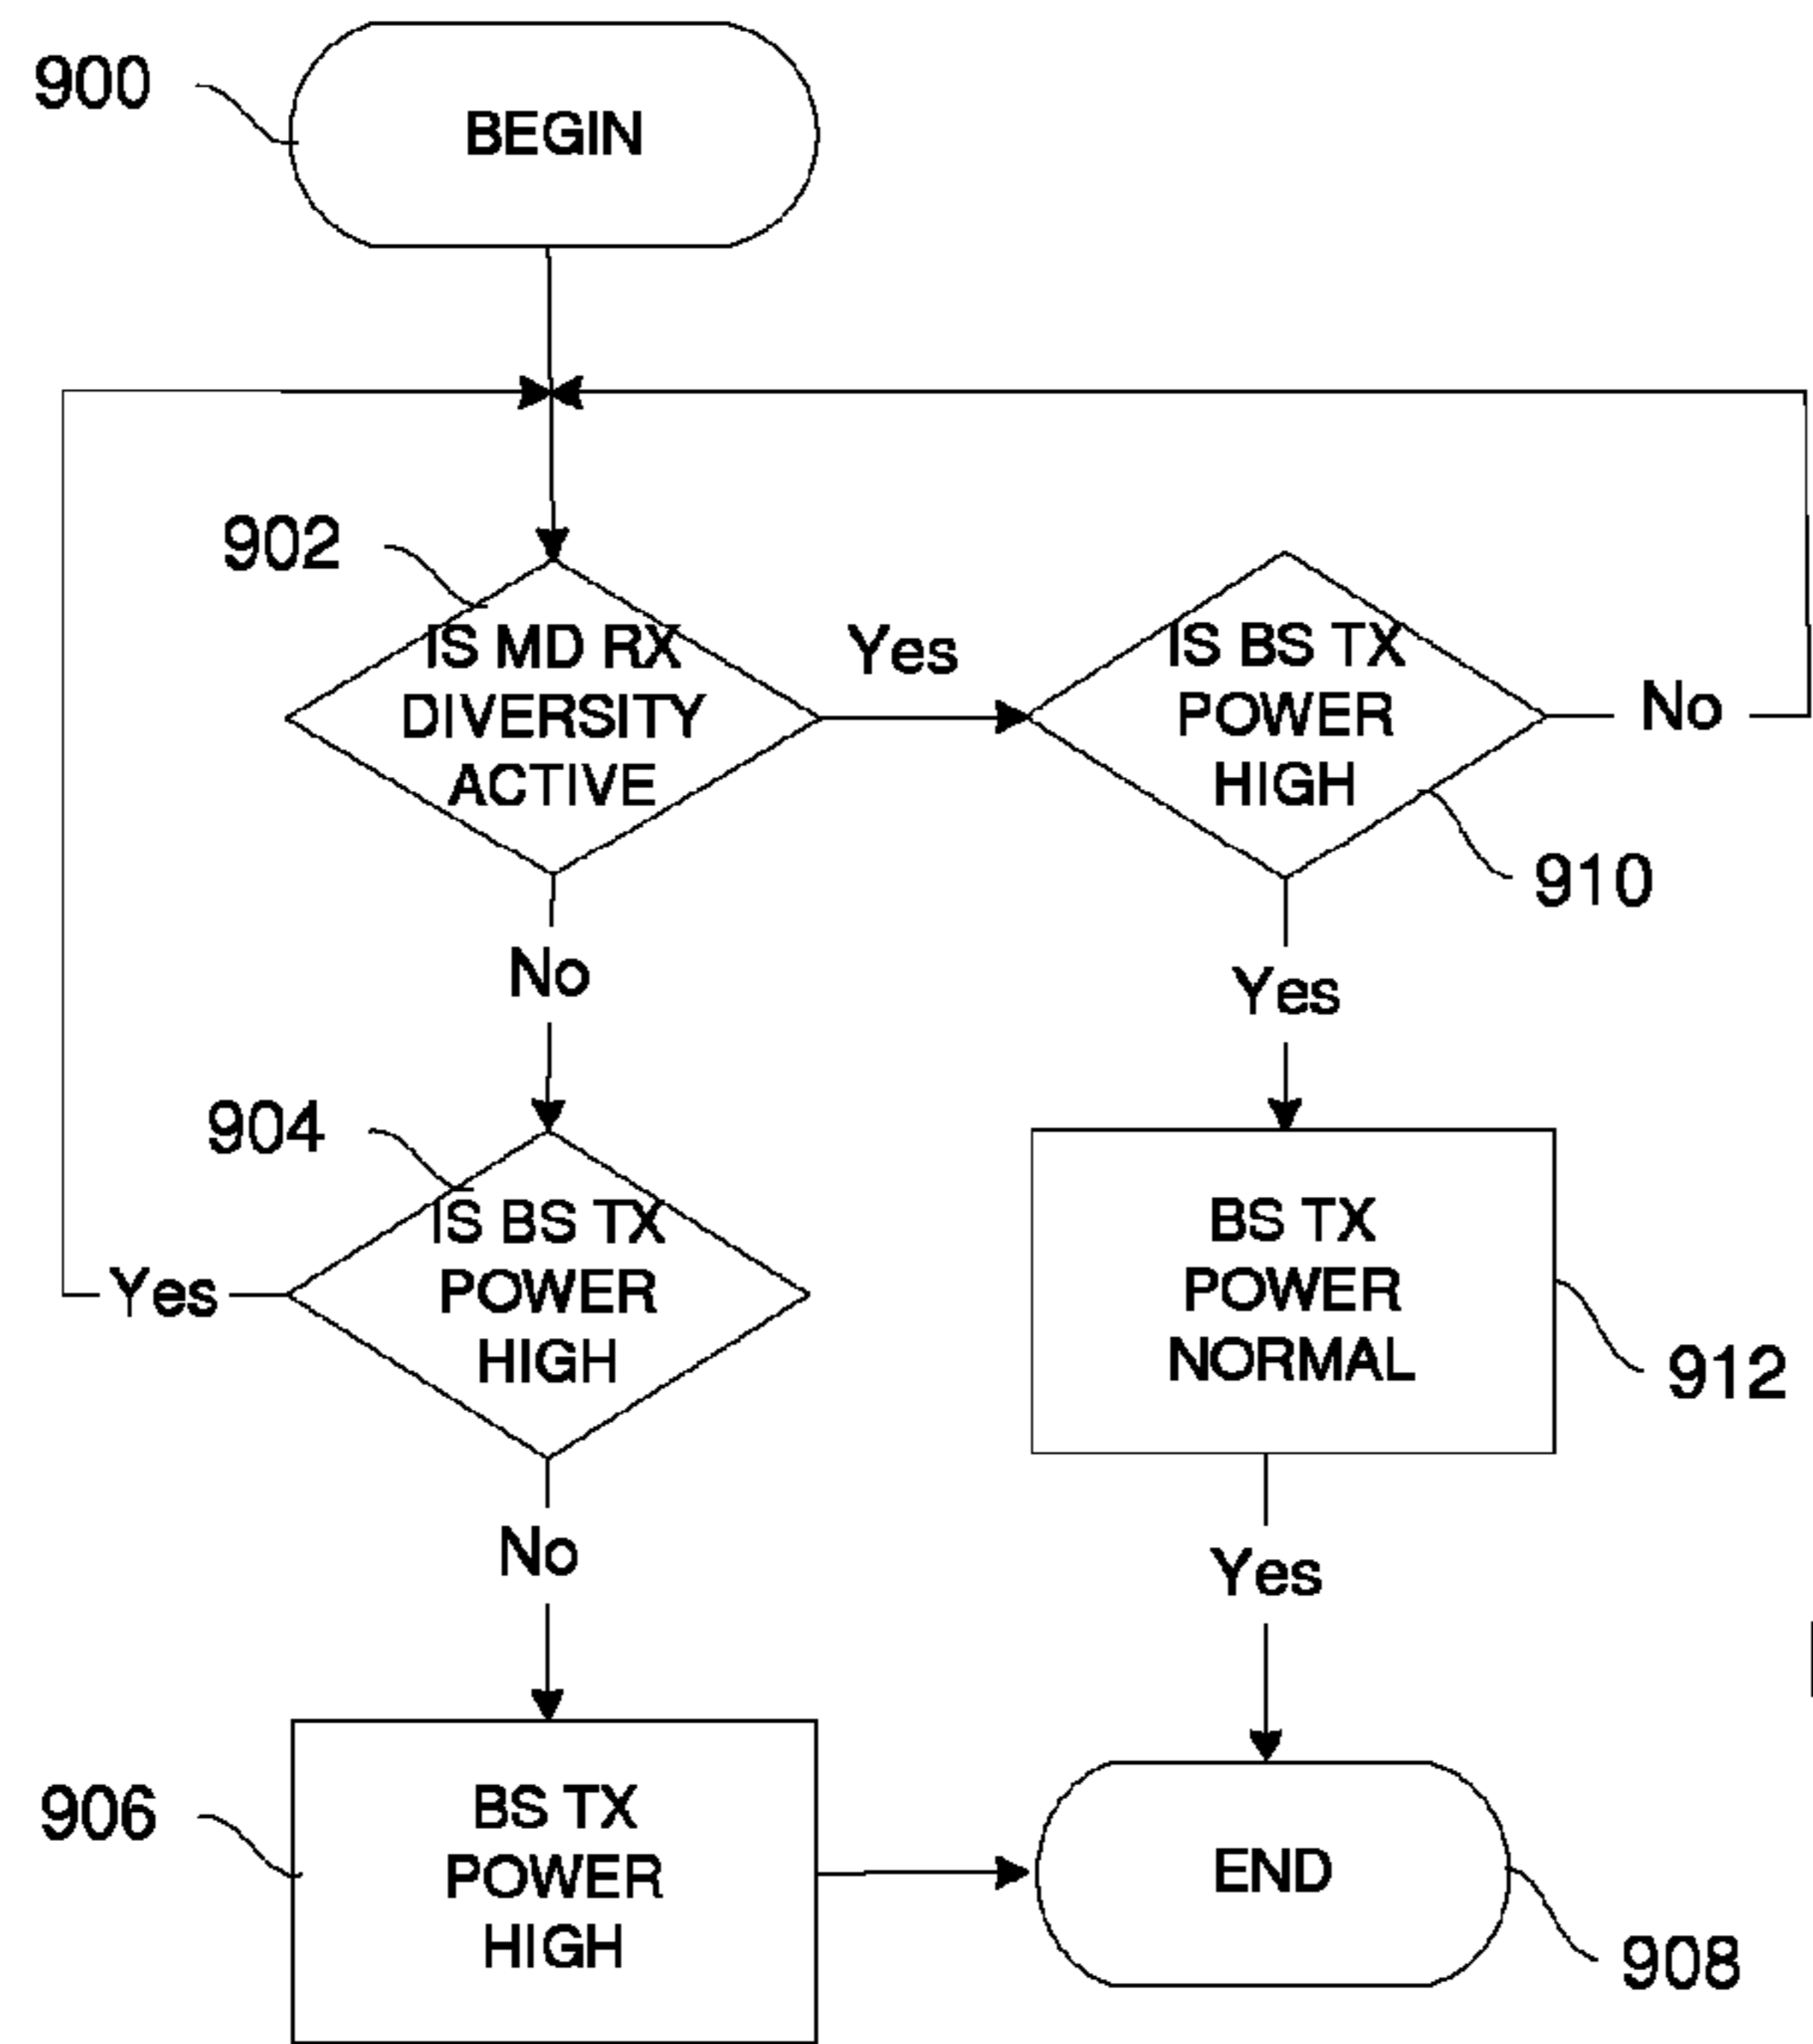 900
BEGIN
902
IS MD RX
DIVERSITY
ACTIVE
Yes
IS BS TX
POWER
HIGH
No
910
No
Yes
904
IS BS TX
POWER
HIGH
Yes
BS TX
POWER
NORMAL
912
No
Yes
906
BS TX
POWER
HIGH
END
908